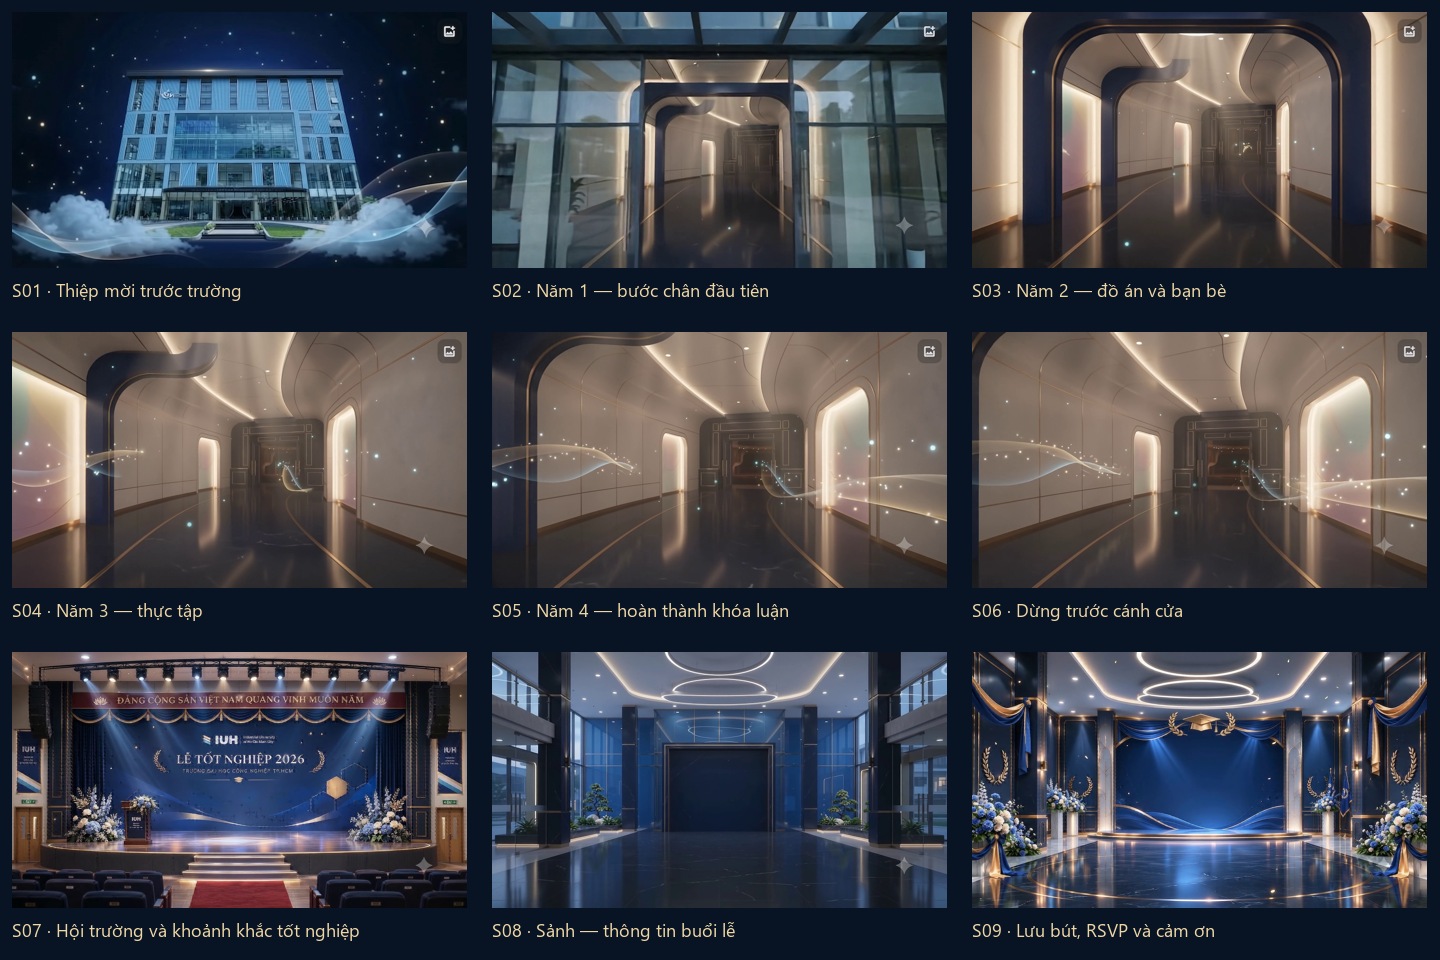 S01 · Thiệp mời trước trường
S02 · Năm 1 — bước chân đầu tiên
S03 · Năm 2 — đồ án và bạn bè
S04 · Năm 3 — thực tập
S05 · Năm 4 — hoàn thành khóa luận
S06 · Dừng trước cánh cửa
ĐẢNG CỘNG SẢN VIỆT NAM QUANG VINH MUÔN NĂM
IUH
LỄ TỐT NGHIỆP 2026
TRƯỜNG ĐẠI HỌC CÔNG NGHIỆP TP.HCM
IUH
IUH
IUH
S07 · Hội trường và khoảnh khắc tốt nghiệp
S08 · Sảnh — thông tin buổi lễ
S09 · Lưu bút, RSVP và cảm ơn